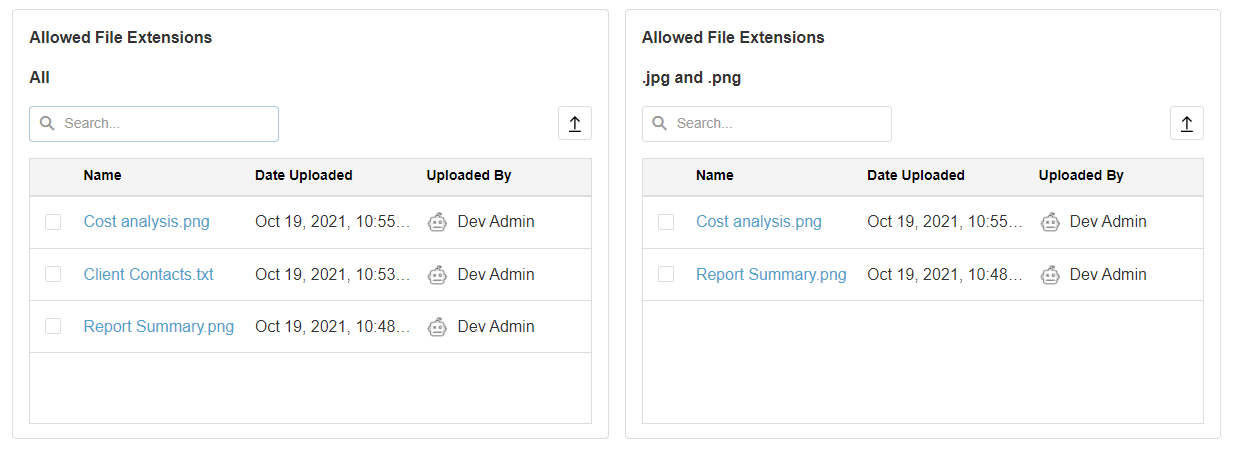 Allowed File Extensions
All
Search...
Name Date Uploaded Uploaded By
Cost analysis.png Oct 19, 2021, 10:55... Dev Admin
Client Contacts.txt Oct 19, 2021, 10:53... Dev Admin
Report Summary.png Oct 19, 2021, 10:48... Dev Admin
Allowed File Extensions
.jpg and .png
Search...
Name Date Uploaded Uploaded By
Cost analysis.png Oct 19, 2021, 10:55... Dev Admin
Report Summary.png Oct 19, 2021, 10:48... Dev Admin